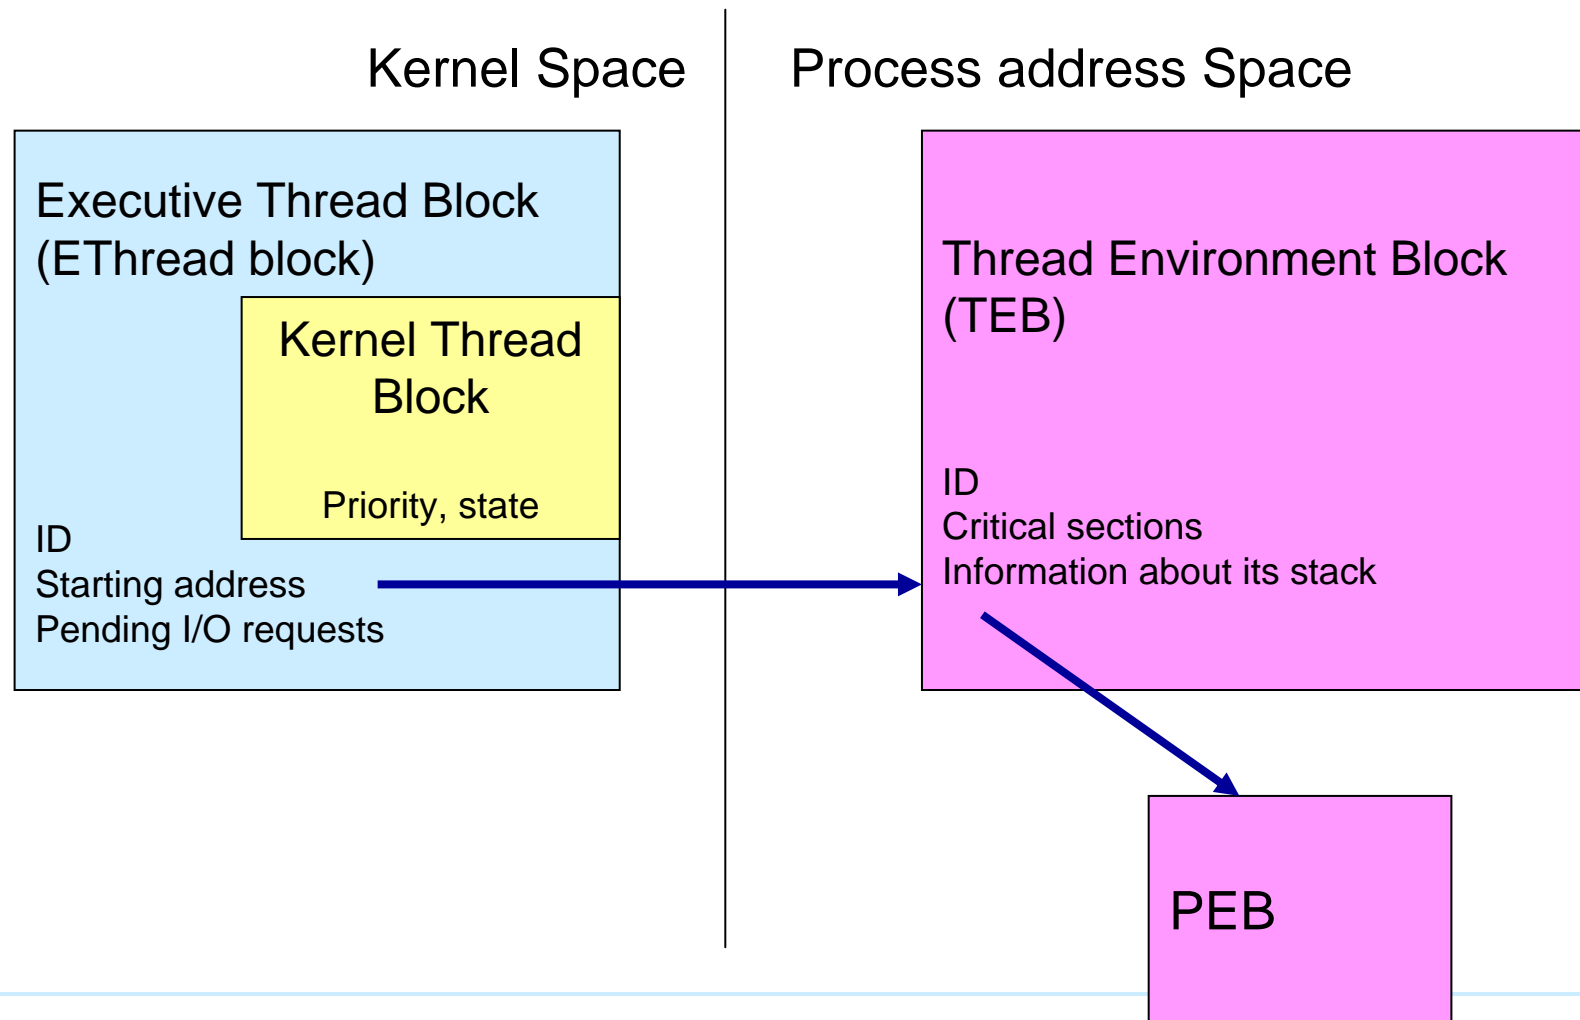 Kernel Space
Process address Space
Executive Thread Block
(EThread block)
Kernel Thread
Block
Priority, state
ID
Starting address
Pending I/O requests
Thread Environment Block
(TEB)
ID
Critical sections
Information about its stack
PEB